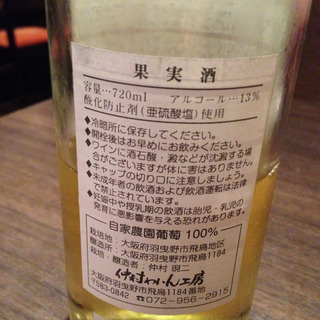 果実酒
容量…720ml　アルコール…13%
酸化防止剤(亜硫酸塩)使用
◆冷暗所に保存してください。
◆開栓後はお早めにお飲みください。
◆ワインに酒石酸・澱などが沈澱する場
合がございますが体に害はありません。
◆キャップの切り口に注意しましょう。
◆未成年者の飲酒および飲酒運転は法律
で禁止されています。
◆妊娠中や授乳期の飲酒は胎児・乳児の
発育に悪影響を与える恐れがあります。
自家農園葡萄 100%
栽培地：大阪府羽曳野市飛鳥地区
醸造所：大阪府羽曳野市飛鳥1184
栽培・醸造者：仲村 現二
仲村わいん工房
大阪府羽曳野市飛鳥1184番地
〒583-0842　☎072-956-2915